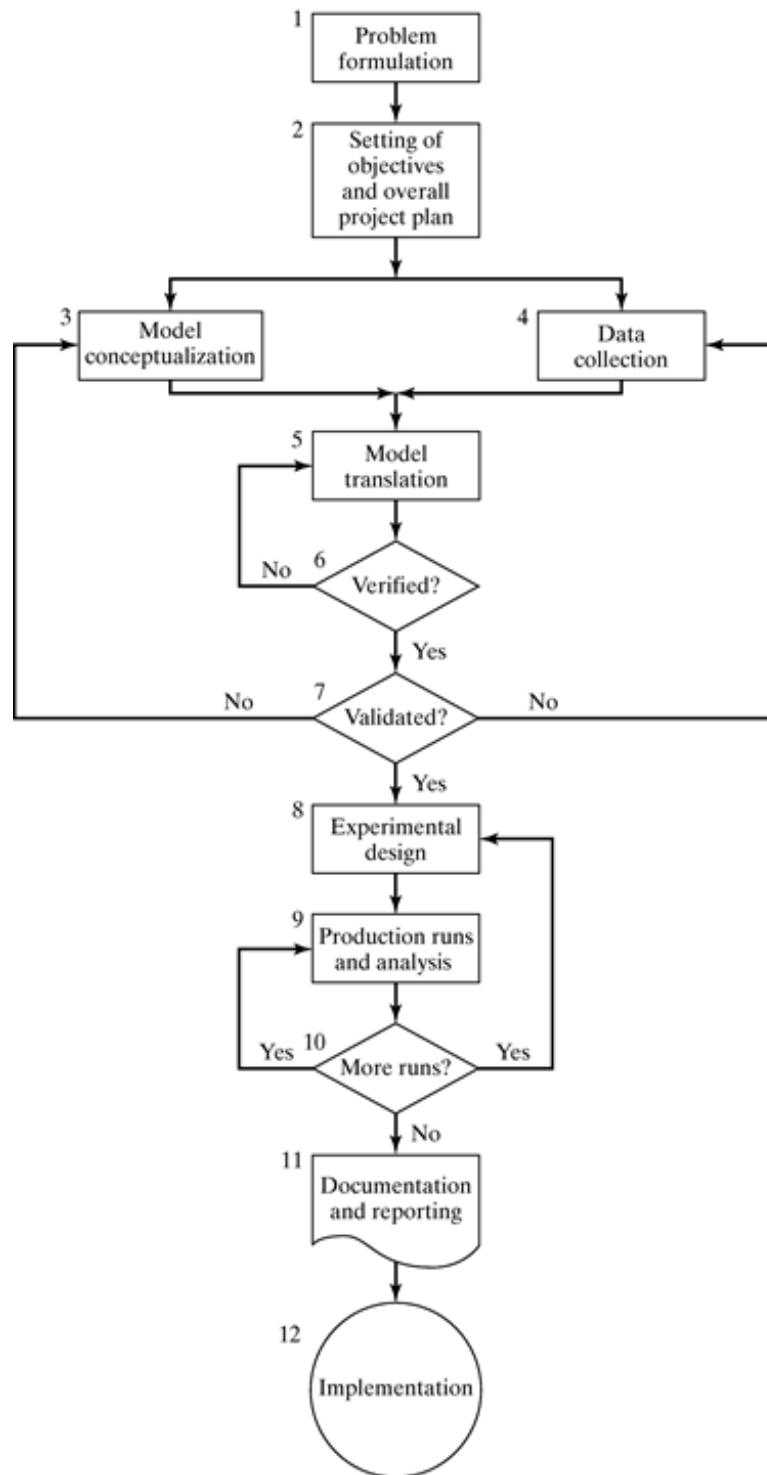 1
Problem
formulation
2
Setting of
objectives
and overall
project plan
3
Model
conceptualization
4
Data
collection
5
Model
translation
6
No
Verified?
Yes
7
No
Validated?
No
Yes
8
Experimental
design
9
Production runs
and analysis
10
Yes
More runs?
Yes
No
11
Documentation
and reporting
12
Implementation